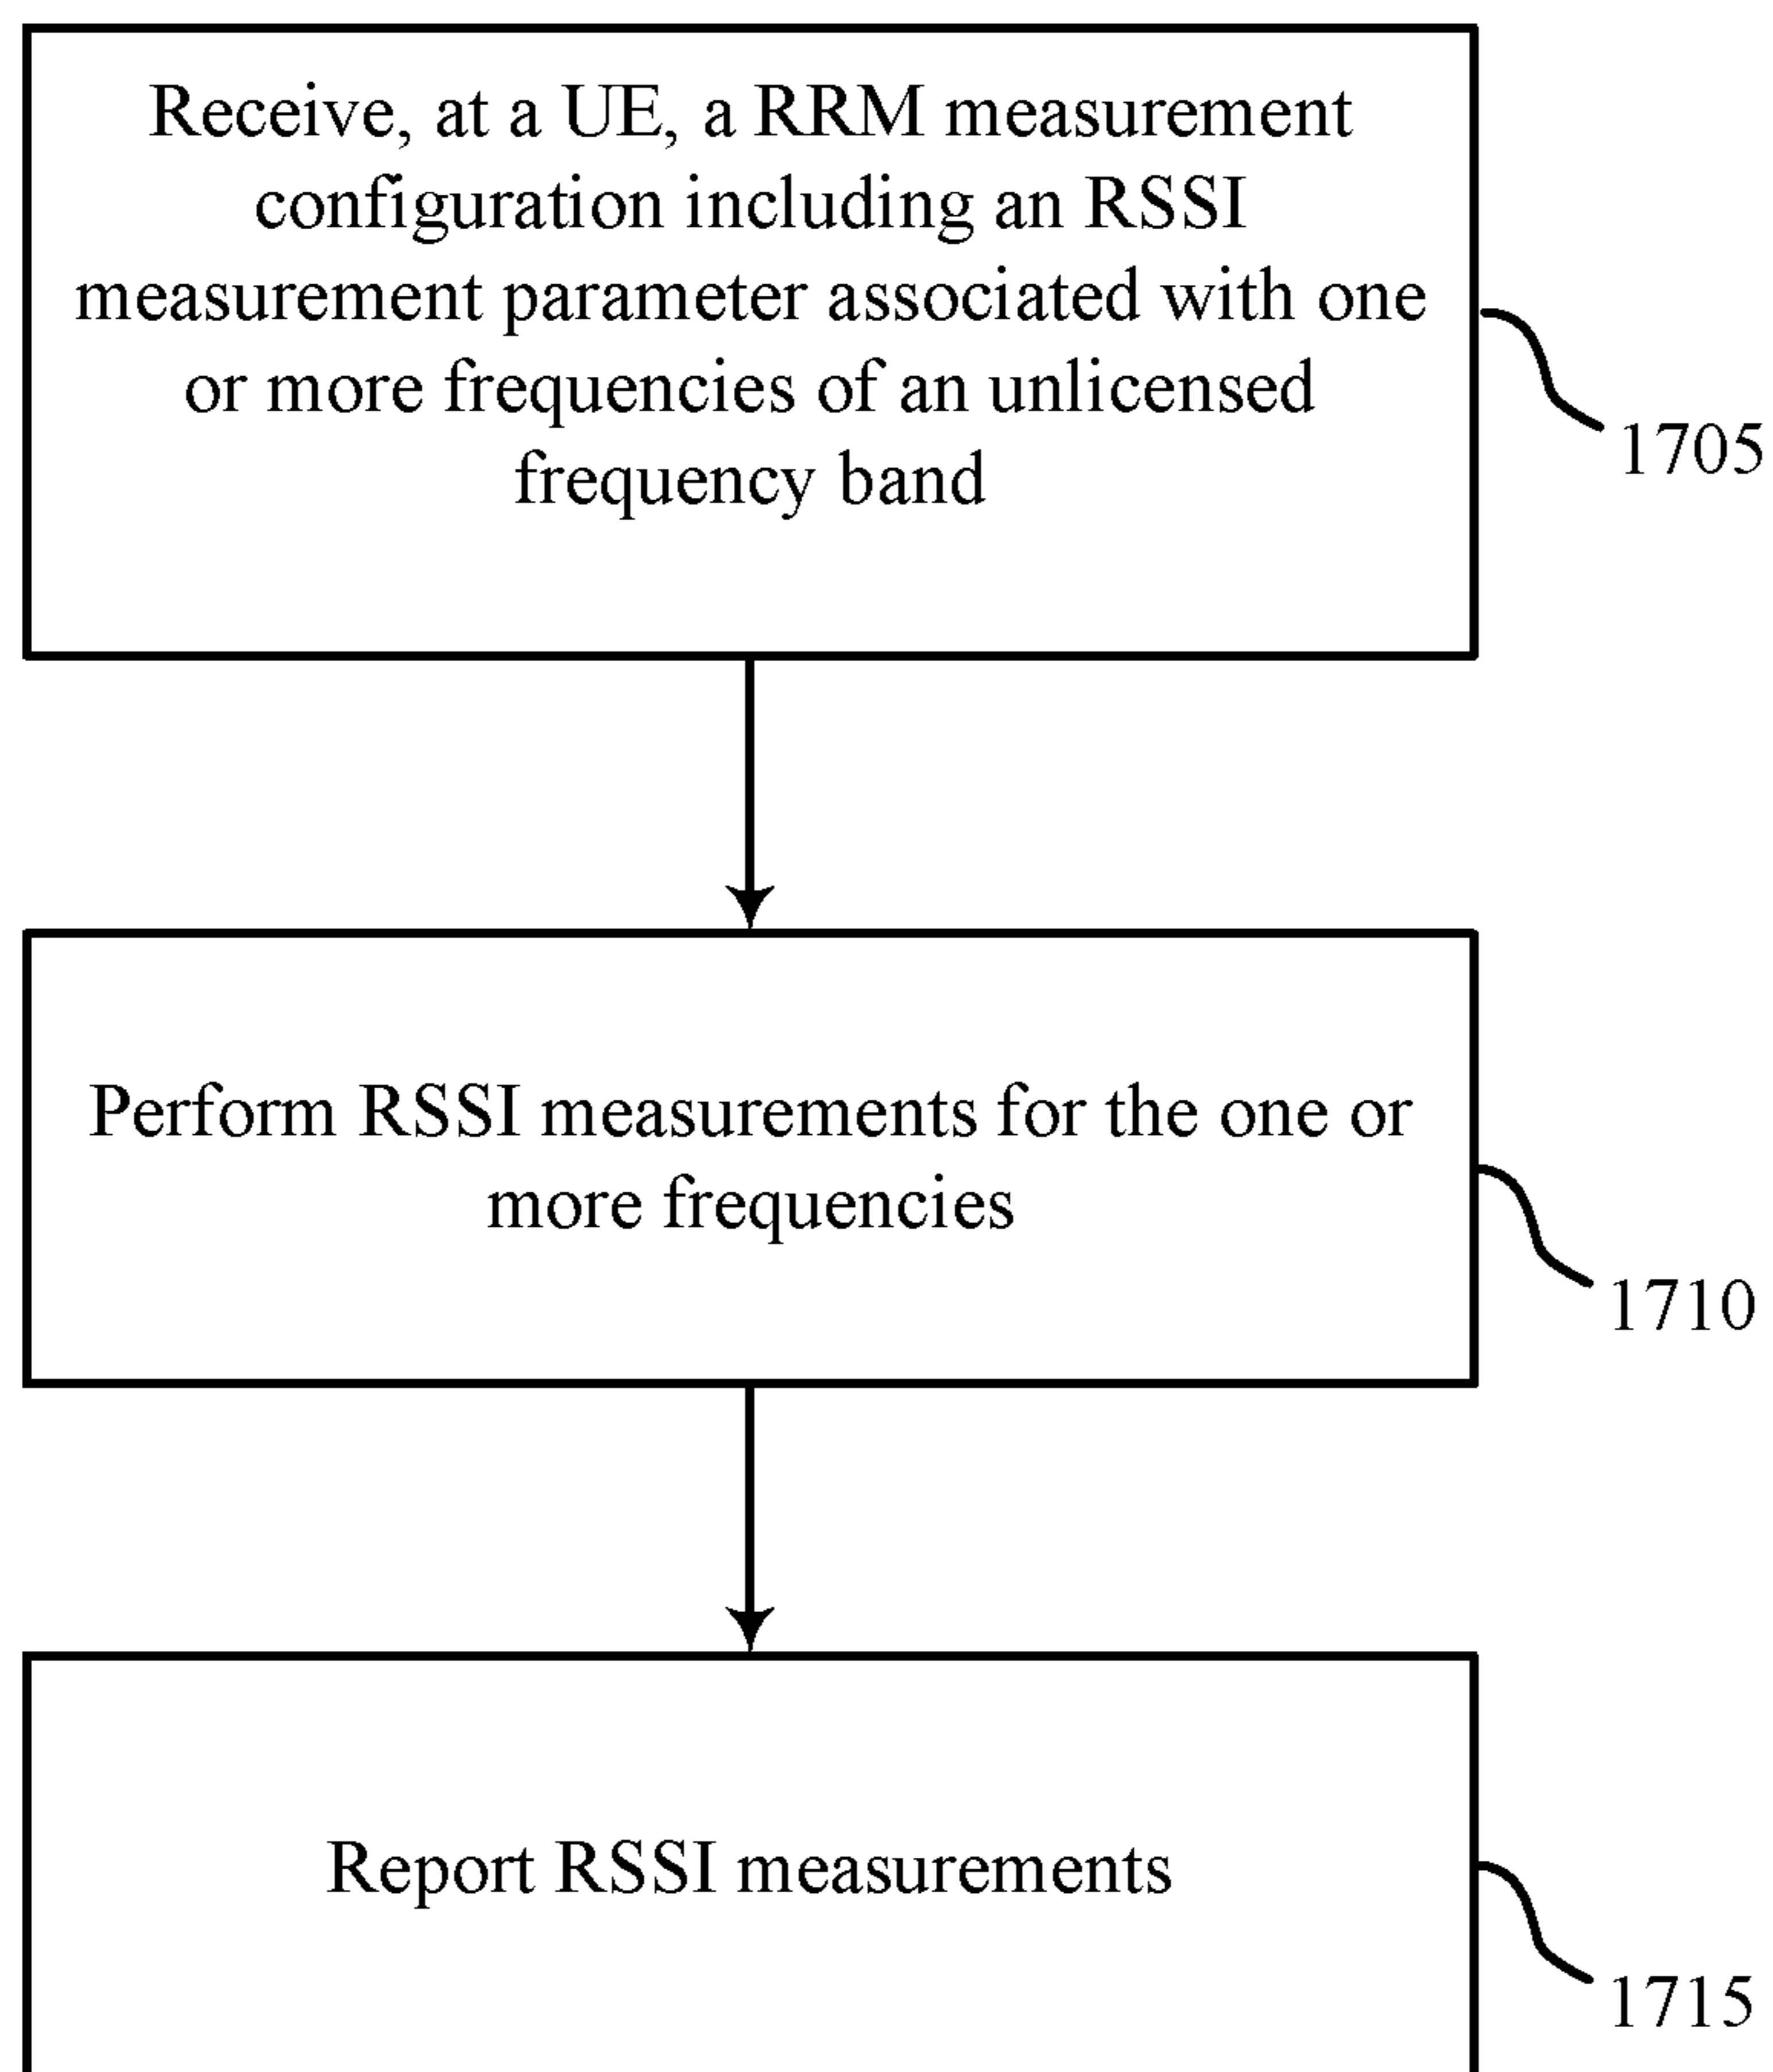 Receive, at a UE, a RRM measurement
configuration including an RSSI
measurement parameter associated with one
or more frequencies of an unlicensed
frequency band
1705
Perform RSSI measurements for the one or
more frequencies
1710
Report RSSI measurements
1715